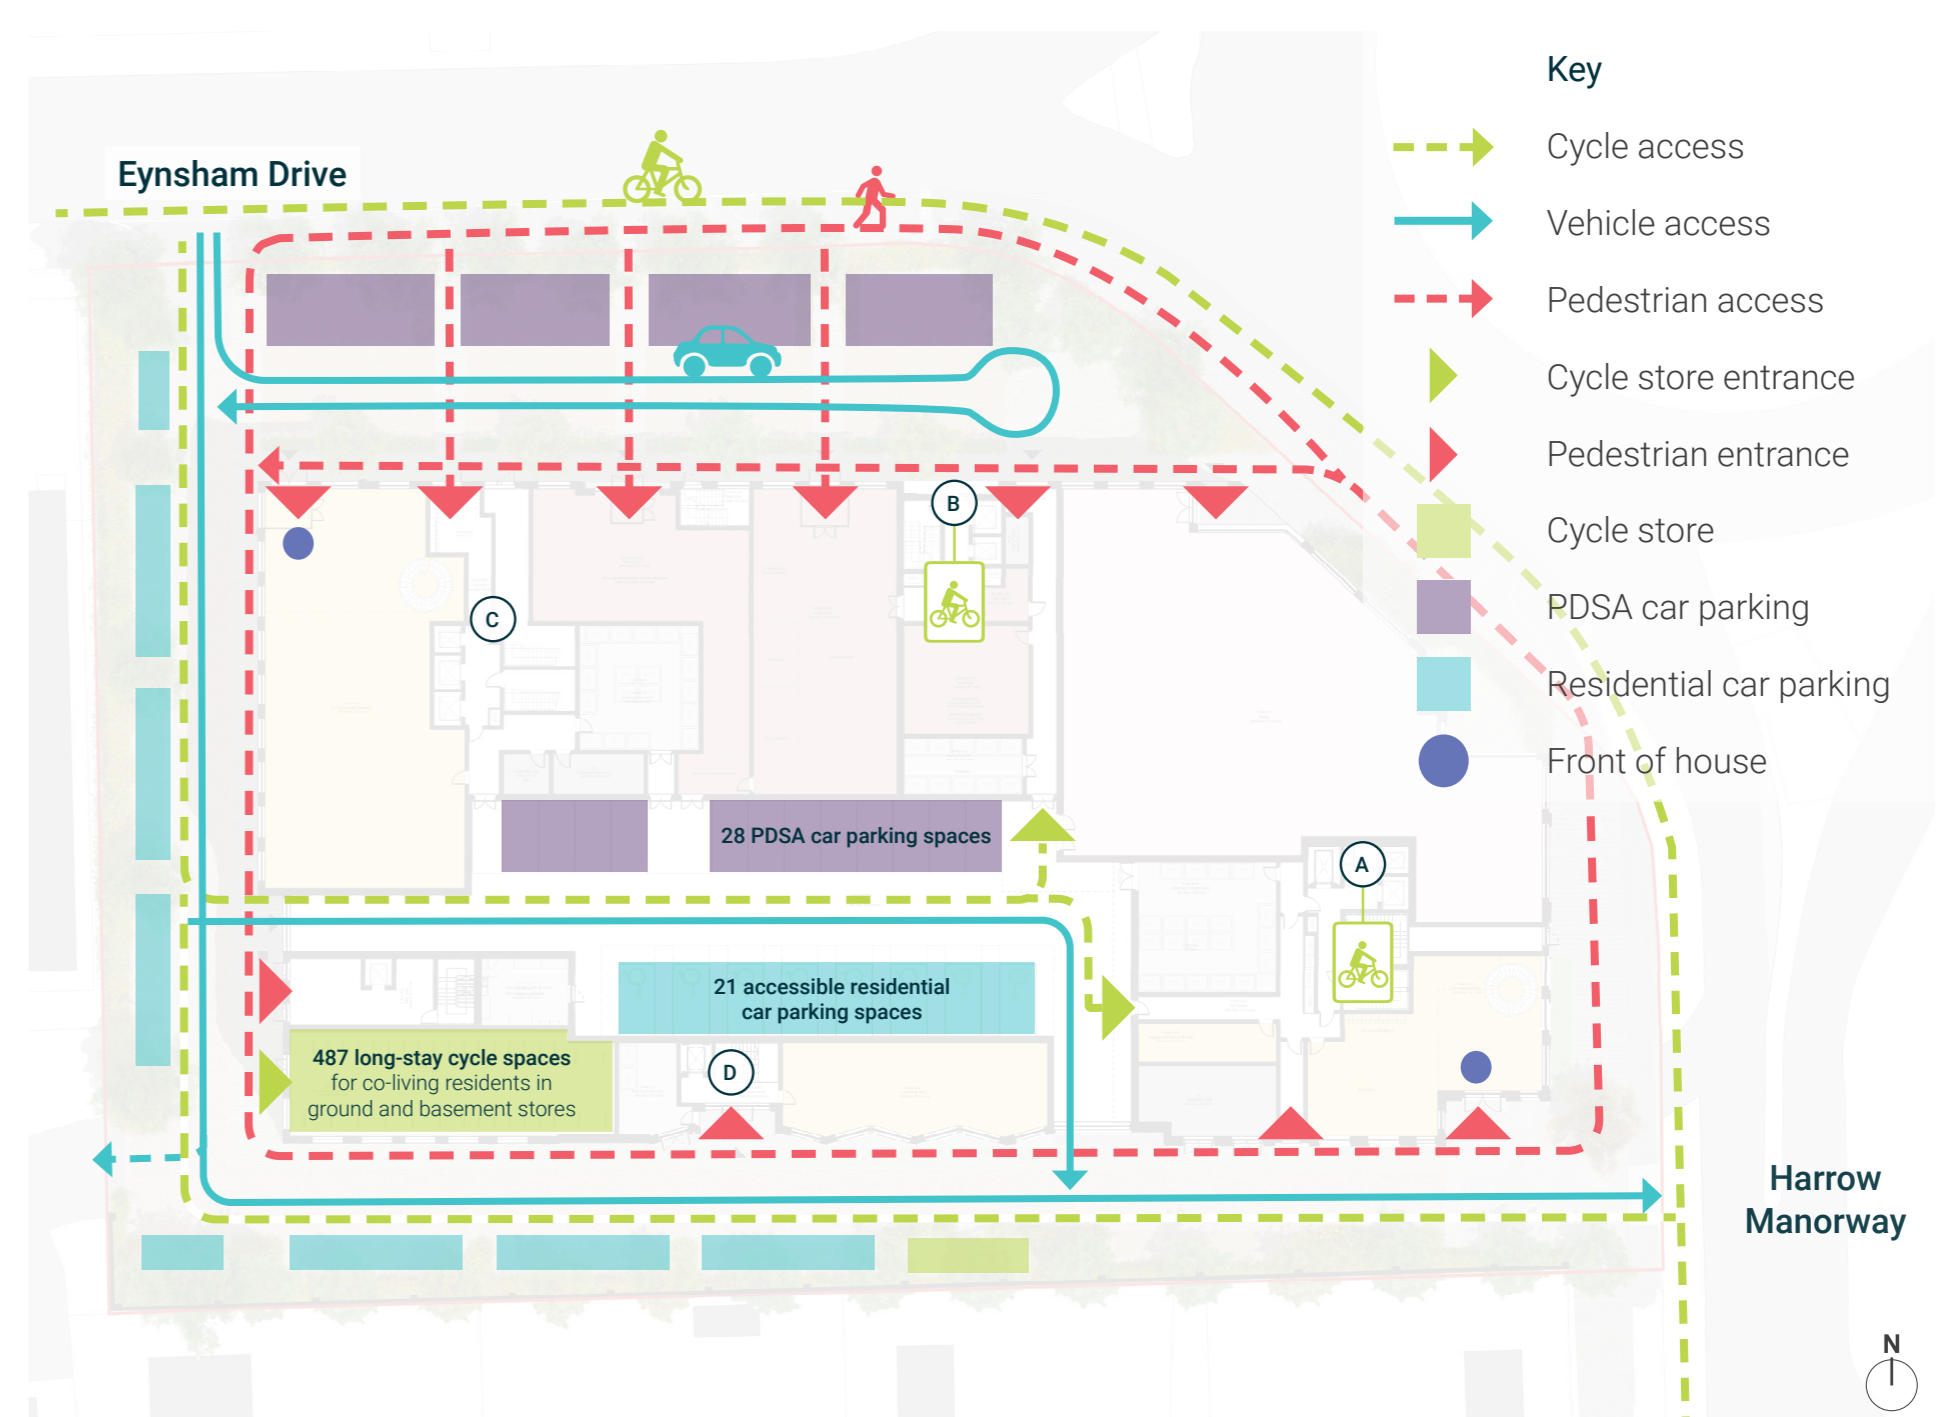 Key
Cycle access
Vehicle access
Pedestrian access
Cycle store entrance
Pedestrian entrance
Cycle store
PDSA car parking
Residential car parking
Front of house
Eynsham Drive
B
C
28 PDSA car parking spaces
A
21 accessible residential
car parking spaces
487 long-stay cycle spaces
for co-living residents in
ground and basement stores
D
Harrow
Manorway
N